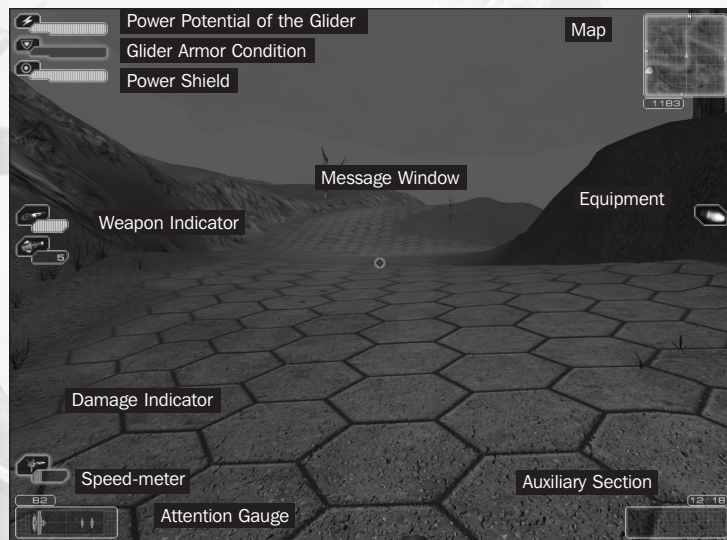 Power Potential of the Glider
Glider Armor Condition
Power Shield
Map
1183
Message Window
Equipment
Weapon Indicator
5
Damage Indicator
Speed-meter
Auxiliary Section
82
12:18
Attention Gauge